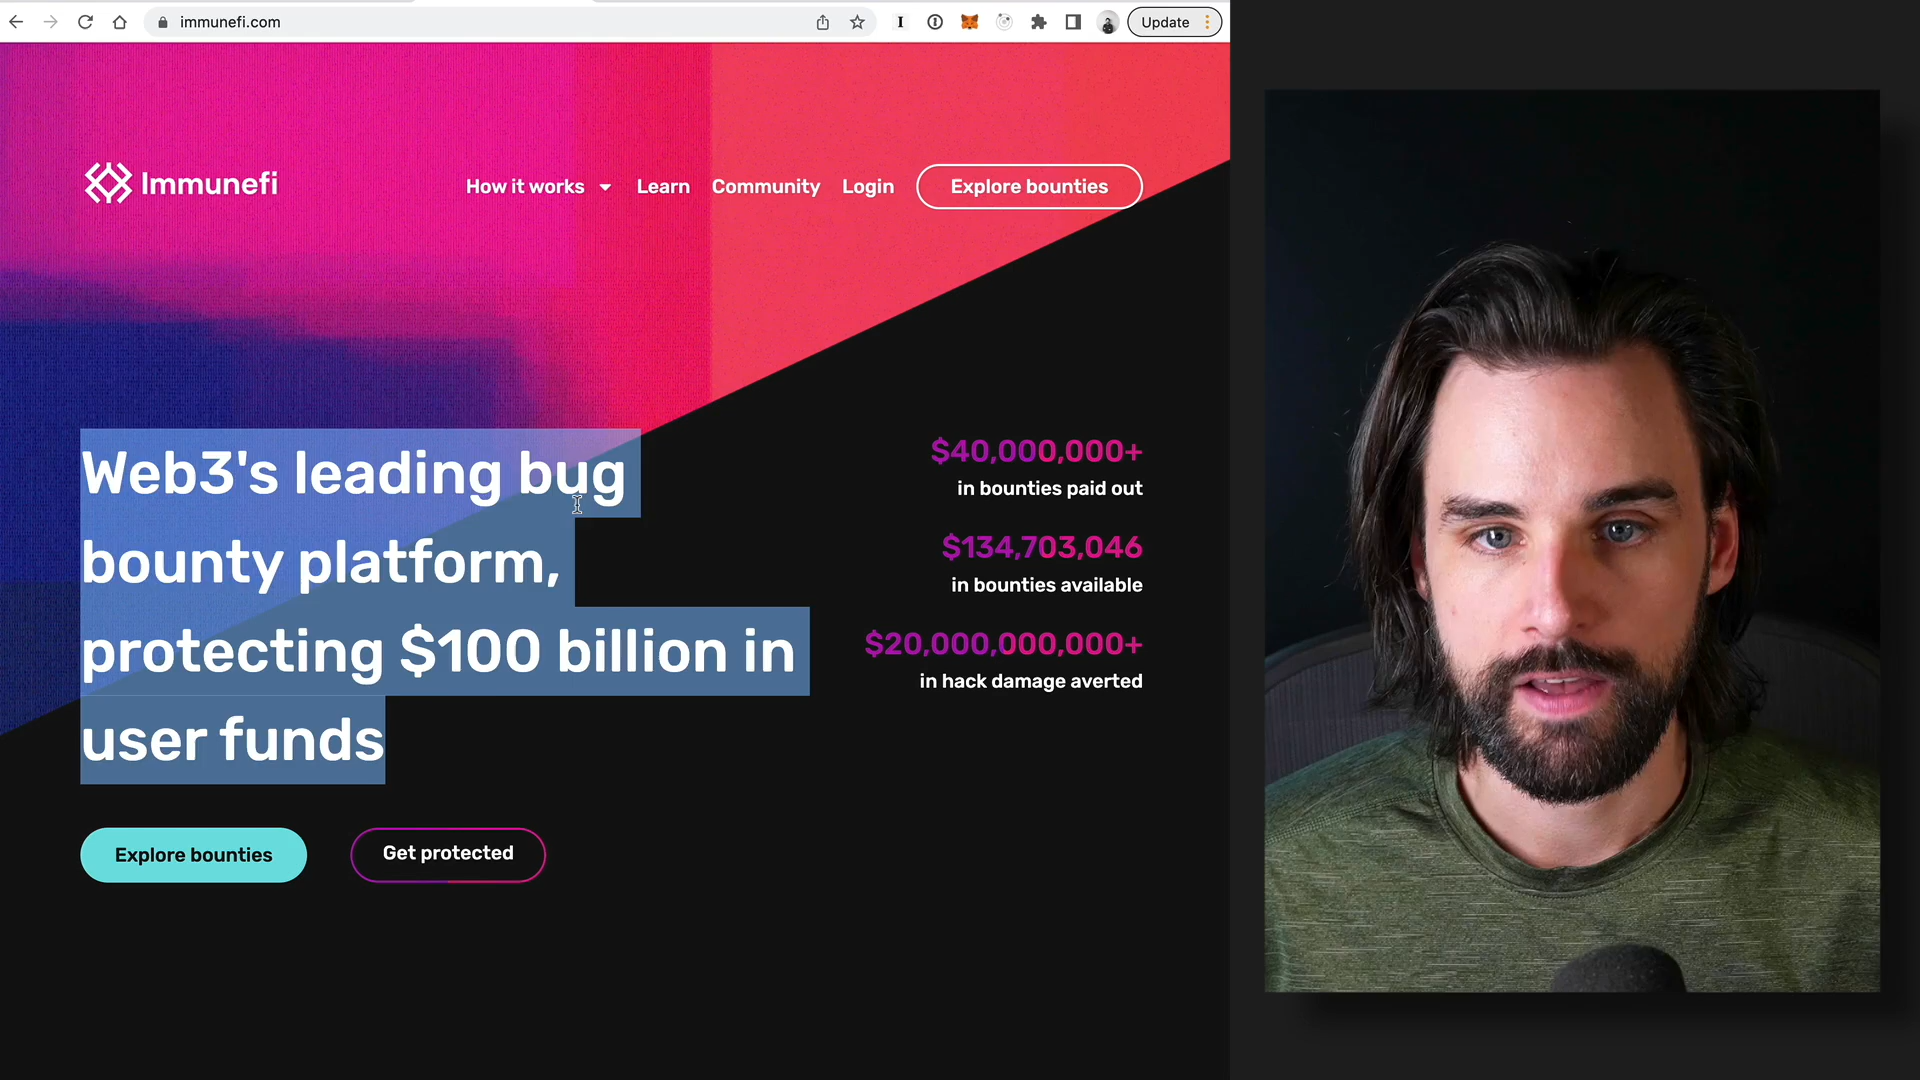 immunefi.com
Update
Immunefi
How it works
Learn
Community
Login
Explore bounties
Web3's leading bug
bounty platform,
protecting $100 billion in
user funds
$40,000,000+
in bounties paid out
$134,703,046
in bounties available
$20,000,000,000+
in hack damage averted
Explore bounties
Get protected